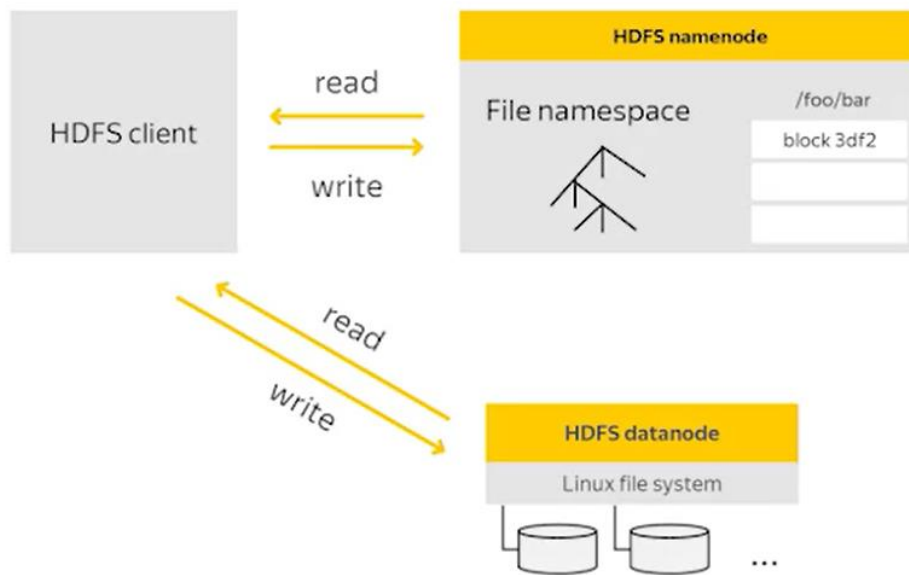 HDFS client
read
write
HDFS namenode
File namespace
/foo/bar
block 3df2
read
write
HDFS datanode
Linux file system
...